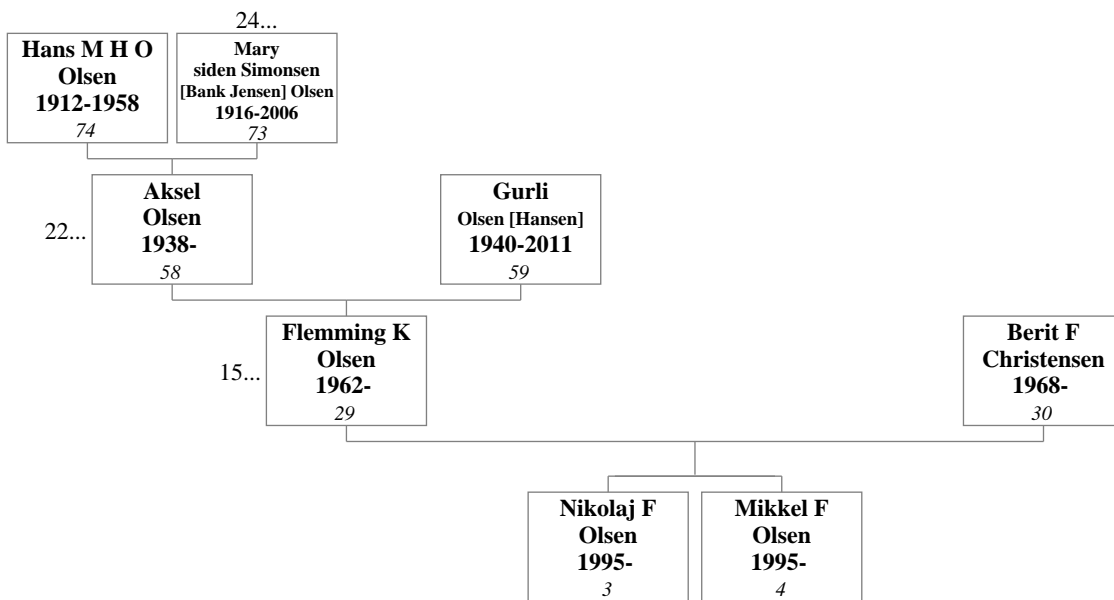 24...
Hans M H O
Olsen
1912-1958
74
Mary
siden Simonsen
[Bank Jensen] Olsen
1916-2006
73
22...
Aksel
Olsen
1938-
58
Gurli
Olsen [Hansen]
1940-2011
59
15...
Flemming K
Olsen
1962-
29
Berit F
Christensen
1968-
30
Nikolaj F
Olsen
1995-
3
Mikkel F
Olsen
1995-
4